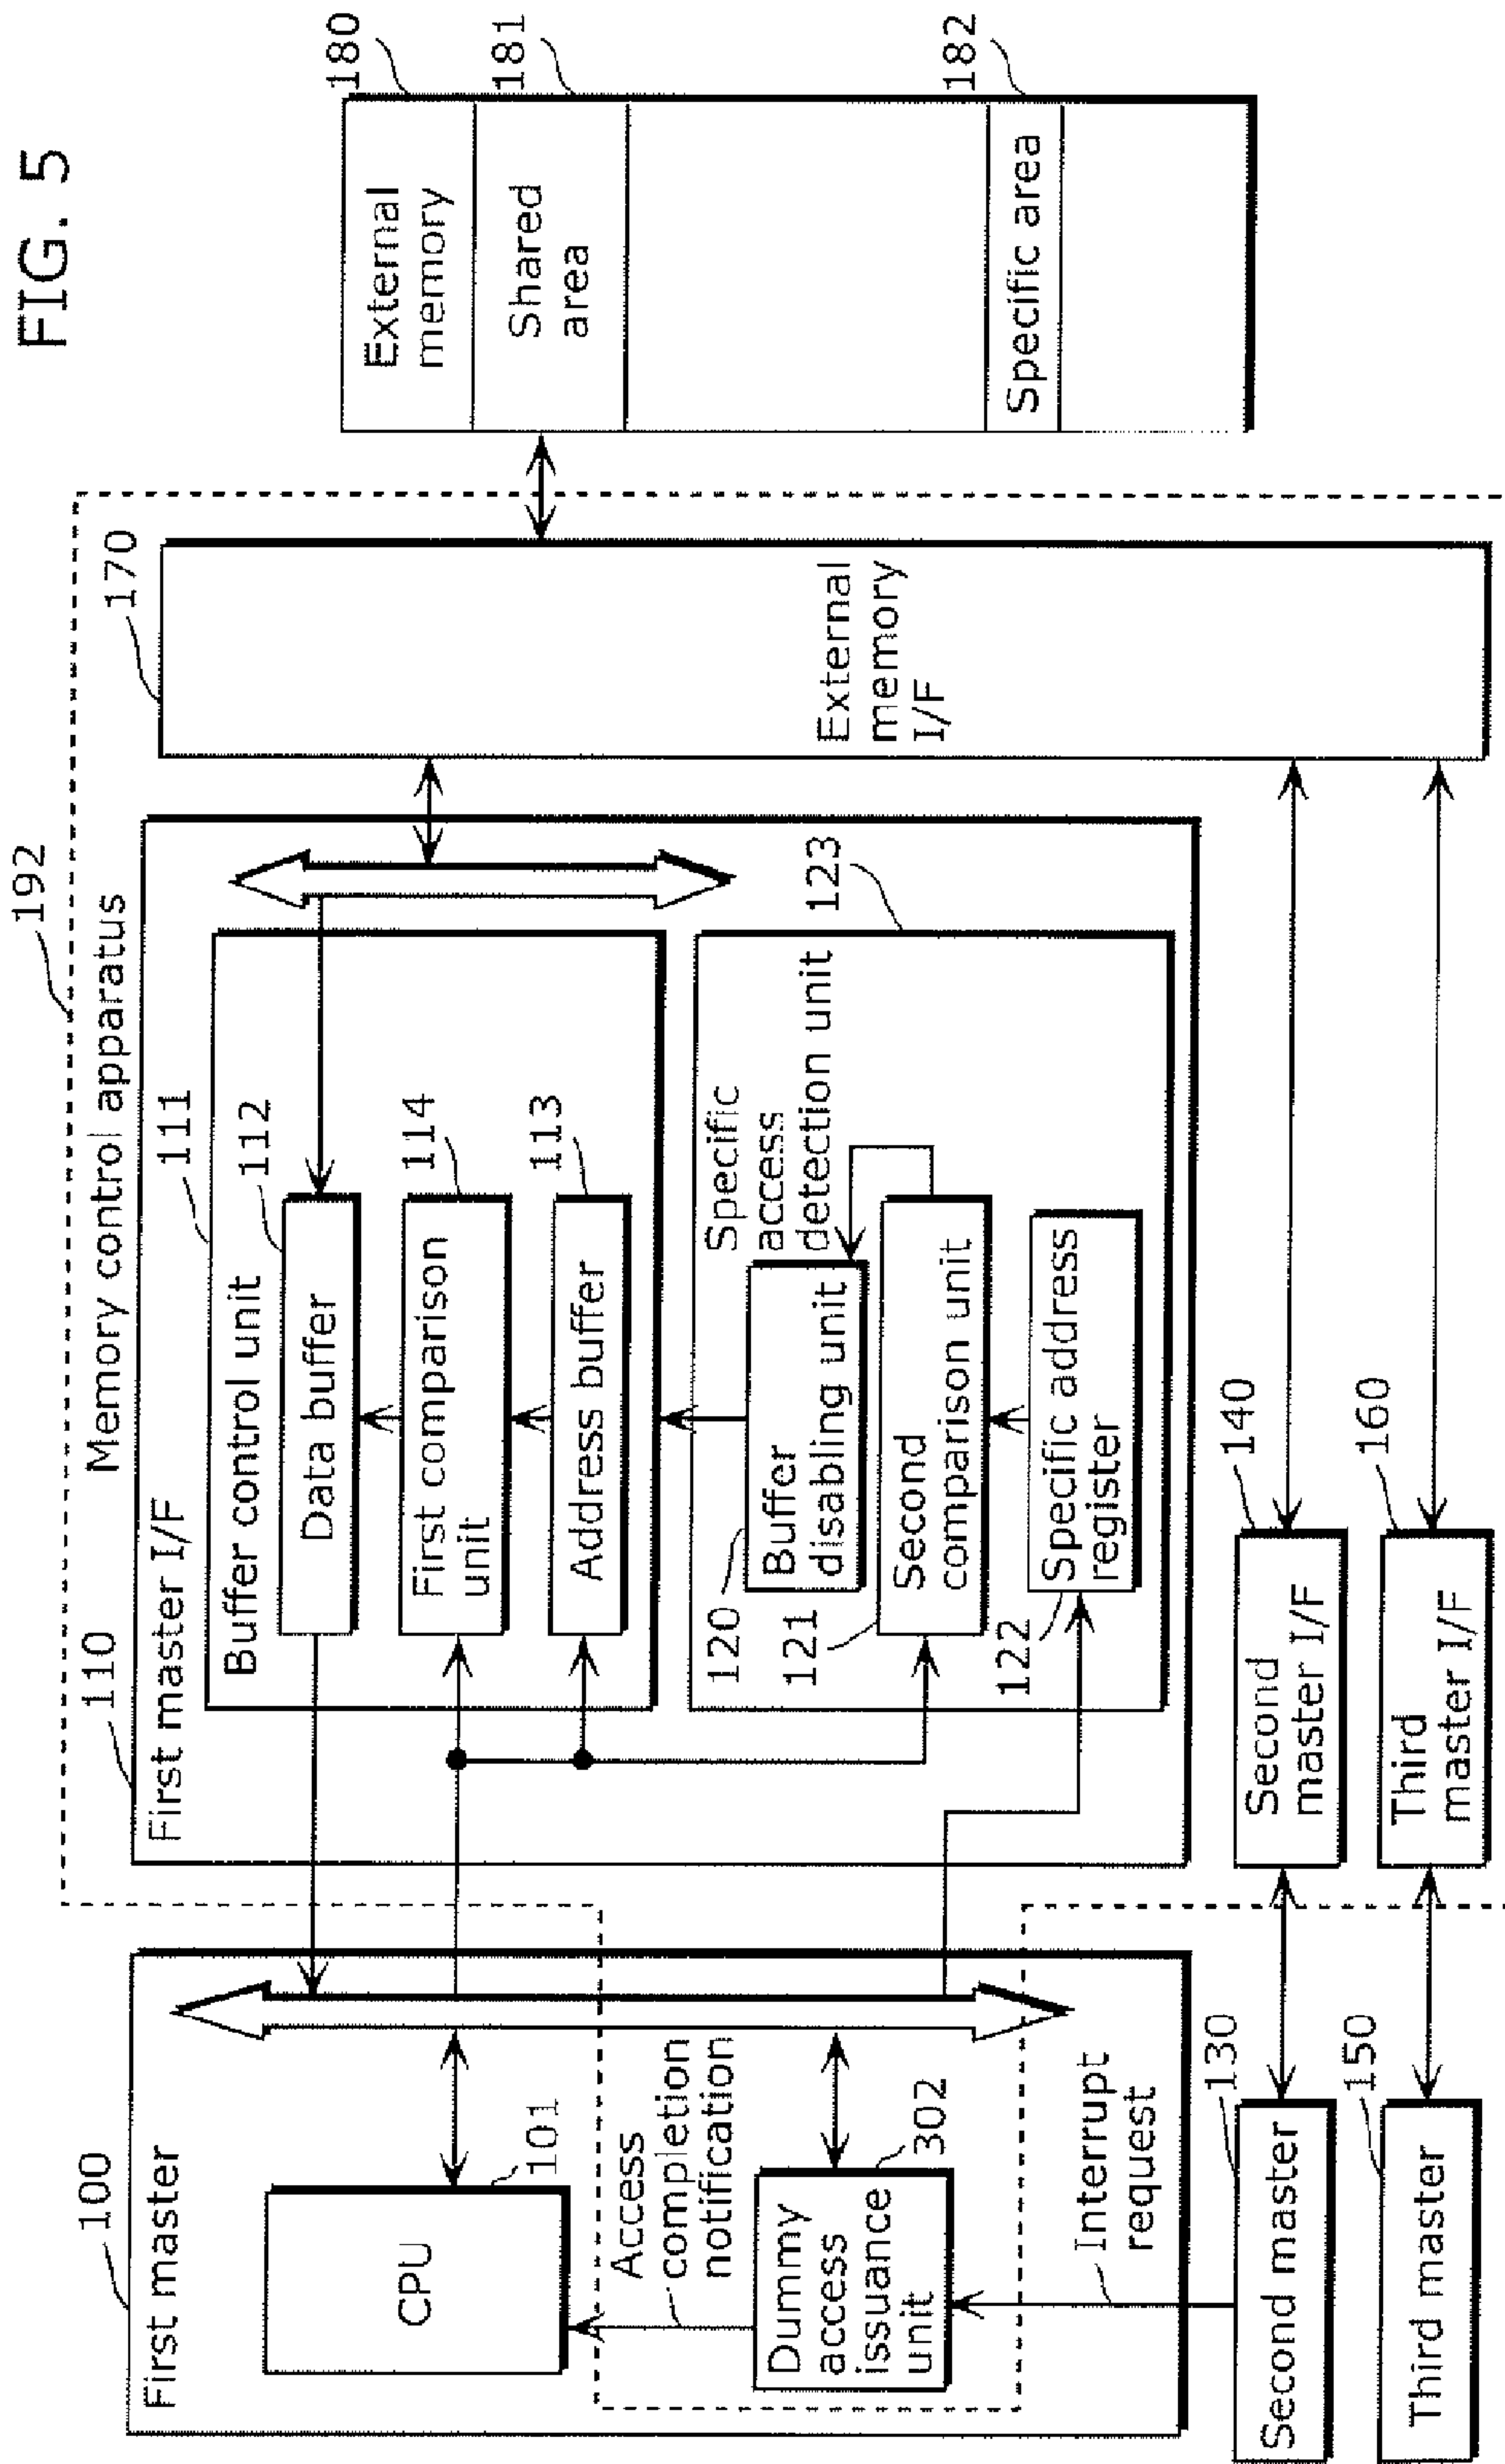 FIG. 5
192
Memory control apparatus
100
First master
CPU
101
Access
completion
notification
Dummy
access
issuance
unit
302
Interrupt
request
110
First master I/F
111
Buffer control unit
112
Data buffer
114
First comparison
unit
113
Address buffer
Specific
access
detection unit
123
120
Buffer
disabling unit
121
Second
comparison unit
122
Specific address
register
170
External
memory
I/F
180
External
memory
181
Shared
area
182
Specific area
130
Second master
140
Second
master I/F
150
Third master
160
Third
master I/F